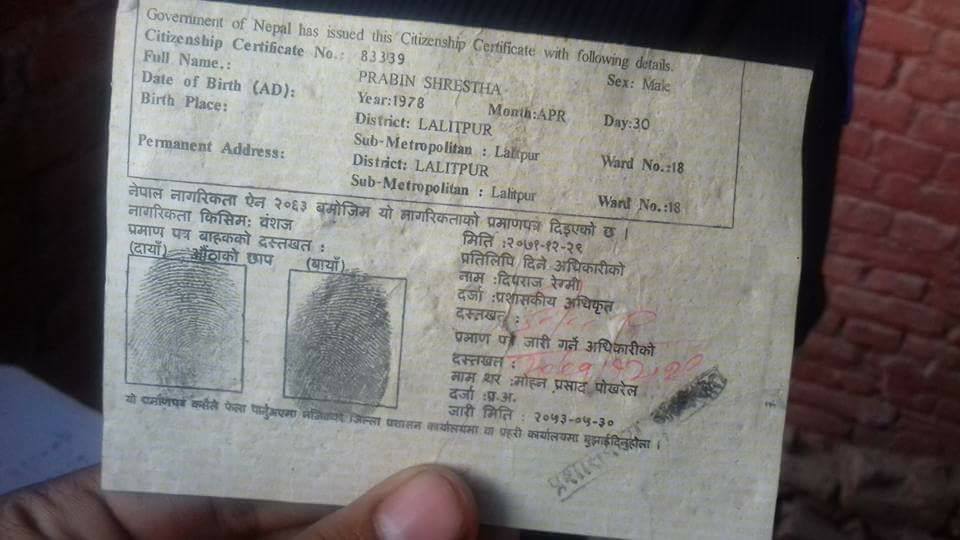 Government of Nepal has issued this Citizenship Certificate with following details.
Citizenship Certificate No.: 83339 Sex: Male
Full Name.: PRABIN SHRESTHA
Date of Birth (AD): Year:1978 Month:APR Day:30
Birth Place: District: LALITPUR
Sub-Metropolitan : Lalitpur Ward No.:18
Permanent Address: District: LALITPUR
Sub-Metropolitan : Lalitpur Ward No.:18
नेपाल नागरिकता ऐन २०६३ बमोजिम यो नागरिकताको प्रमाणपत्र दिइएको छ ।
नागरिकता किसिम: वंशज
प्रमाण पत्र बाहकको दस्तखत :
(दायाँ) औंठाको छाप (बायाँ)
मिति :२०७१-१२-२९
प्रतिलिपि दिने अधिकारीको
नाम :दिपराज रेग्मी
दर्जा :प्रशासकीय अधिकृत
दस्तखत :
प्रमाण पत्र जारी गर्ने अधिकारीको
दस्तखत :
नाम थर : मोहन प्रसाद पोखरेल
दर्जा :प्र.अ.
जारी मिति : २०५३-०५-३०
यो प्रमाणपत्र कसैले फेला पार्नुभएमा नजिकको जिल्ला प्रशासन कार्यालयमा वा प्रहरी कार्यालयमा बुझाईदिनुहोला ।